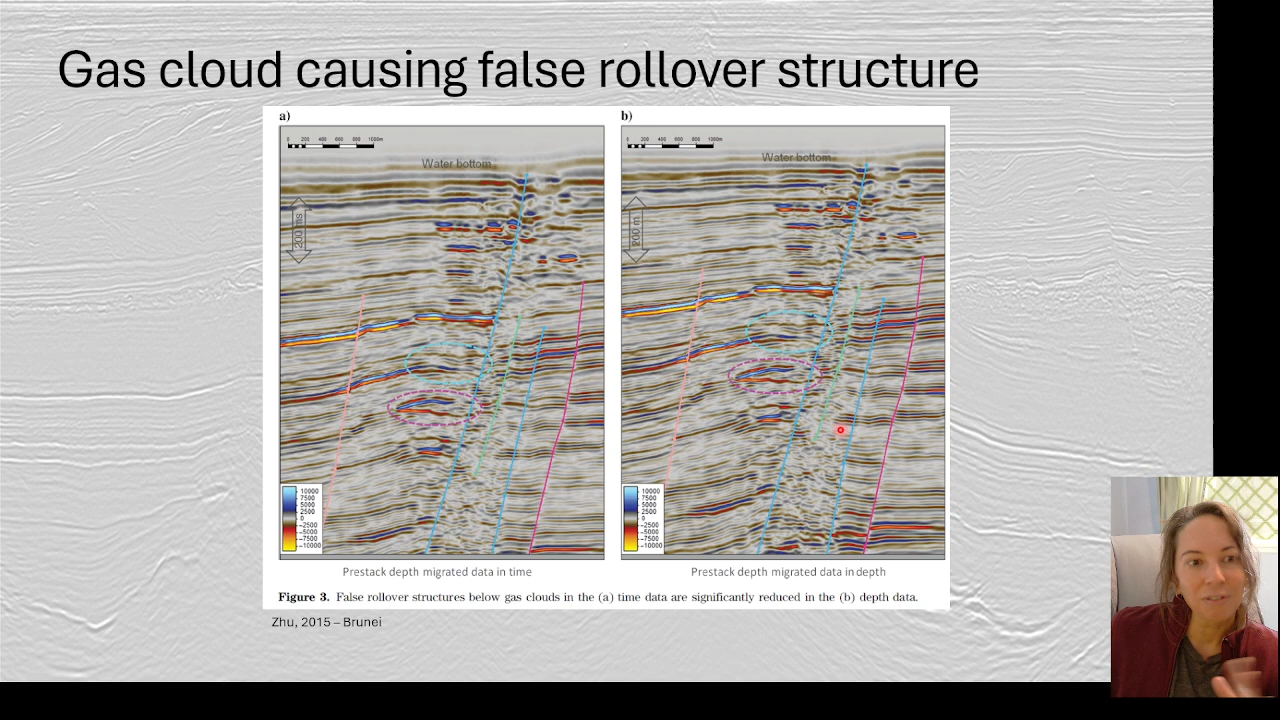 Gas cloud causing false rollover structure
a)
b)
0 200 400 600 800 1000m
0 200 400 600 800 1000m
Water bottom
Water bottom
200 ms
200 m
10000
7500
5000
2500
0
-2500
-5000
-7500
-10000
10000
7500
5000
2500
0
-2500
-5000
-7500
-10000
Prestack depth migrated data in time
Prestack depth migrated data in depth
Figure 3. False rollover structures below gas clouds in the (a) time data are significantly reduced in the (b) depth data.
Zhu, 2015 – Brunei